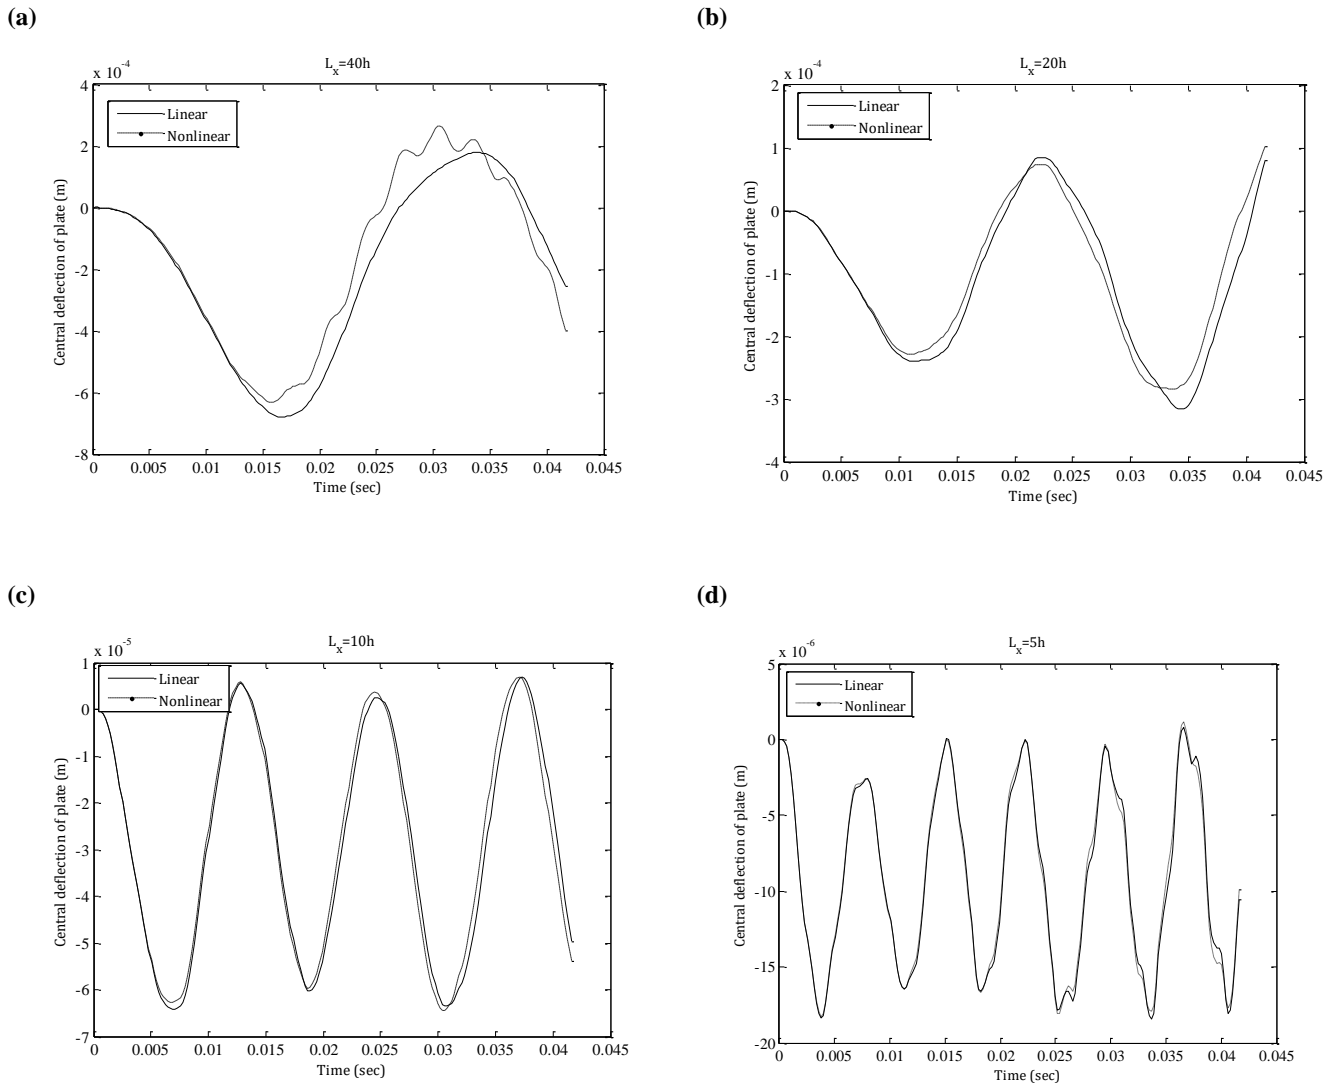 (a)
L_x=40h
x 10^-4
4
2
0
-2
-4
-6
-8
Central deflection of plate (m)
Linear
Nonlinear
0 0.005 0.01 0.015 0.02 0.025 0.03 0.035 0.04 0.045
Time (sec)
(b)
L_x=20h
x 10^-4
2
1
0
-1
-2
-3
-4
Central deflection of plate (m)
Linear
Nonlinear
0 0.005 0.01 0.015 0.02 0.025 0.03 0.035 0.04 0.045
Time (sec)
(c)
L_x=10h
x 10^-5
1
0
-1
-2
-3
-4
-5
-6
-7
Central deflection of plate (m)
Linear
Nonlinear
0 0.005 0.01 0.015 0.02 0.025 0.03 0.035 0.04 0.045
Time (sec)
(d)
L_x=5h
x 10^-6
5
0
-5
-10
-15
-20
Central deflection of plate (m)
Linear
Nonlinear
0 0.005 0.01 0.015 0.02 0.025 0.03 0.035 0.04 0.045
Time (sec)